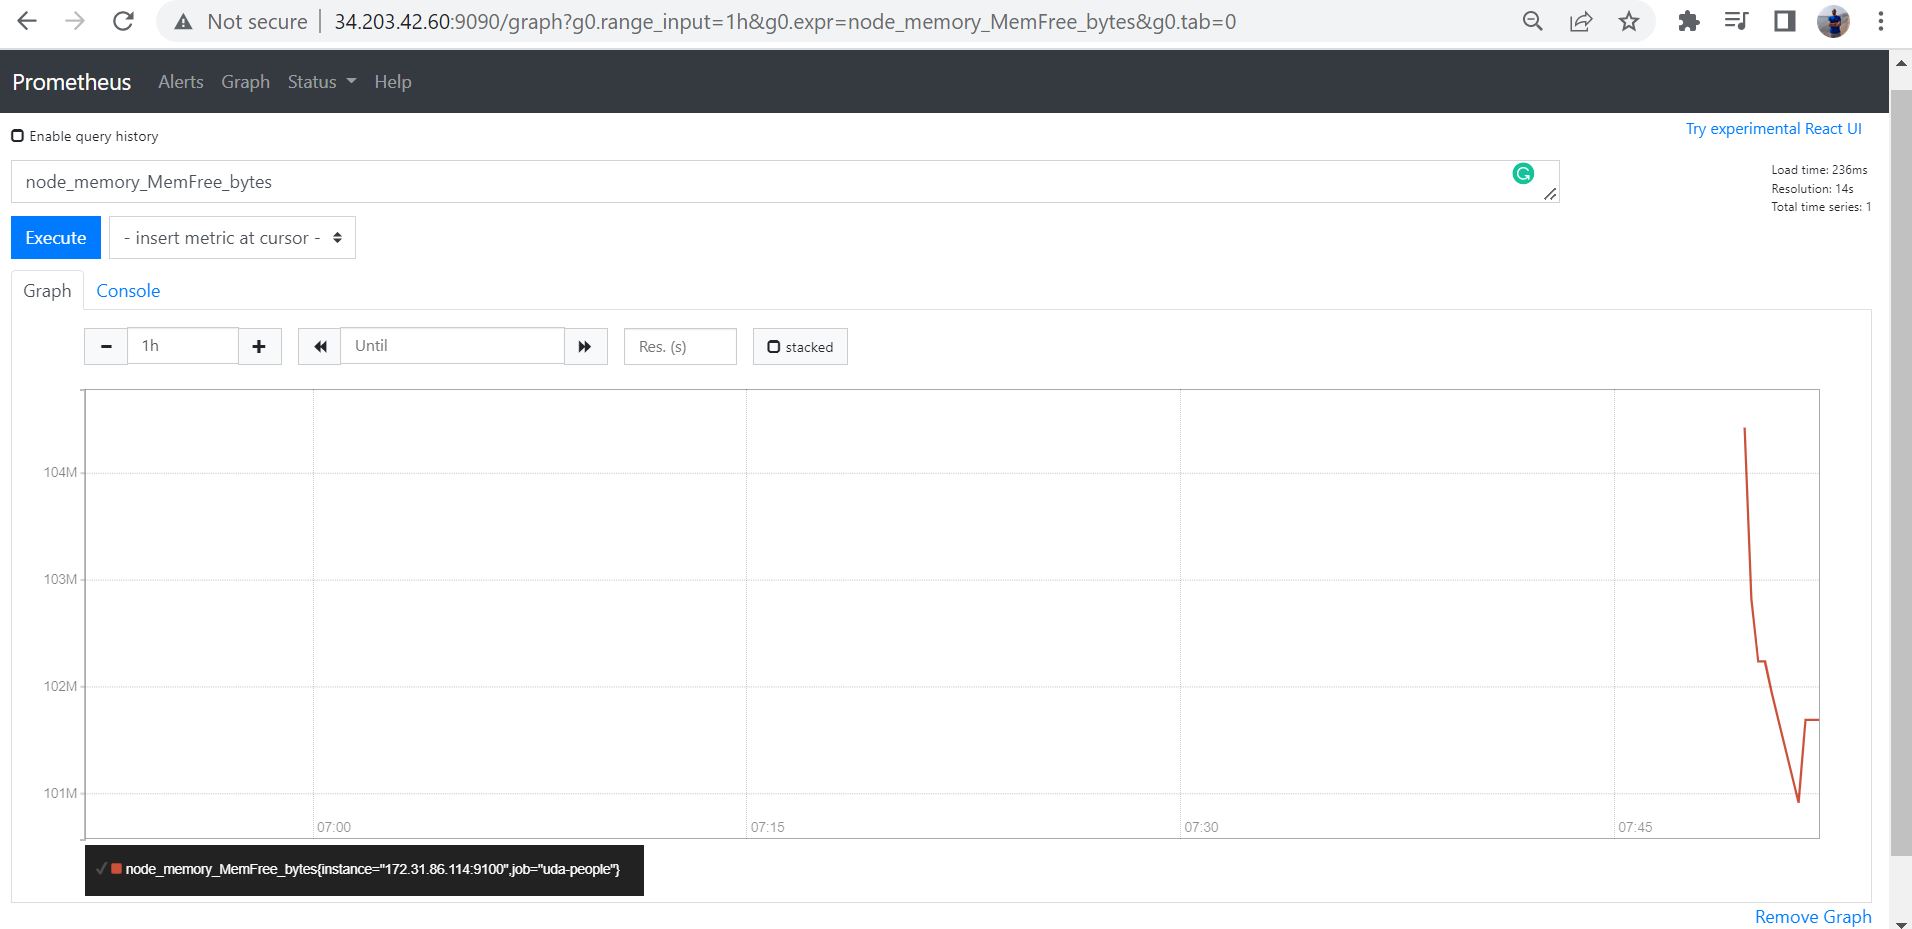 Not secure | 34.203.42.60:9090/graph?g0.range_input=1h&g0.expr=node_memory_MemFree_bytes&g0.tab=0
Prometheus Alerts Graph Status Help
Enable query history
Try experimental React UI
node_memory_MemFree_bytes
Load time: 236ms
Resolution: 14s
Total time series: 1
Execute - insert metric at cursor -
Graph Console
- 1h + Until Res. (s) stacked
104M
103M
102M
101M
07:00 07:15 07:30 07:45
node_memory_MemFree_bytes{instance="172.31.86.114:9100",job="uda-people"}
Remove Graph